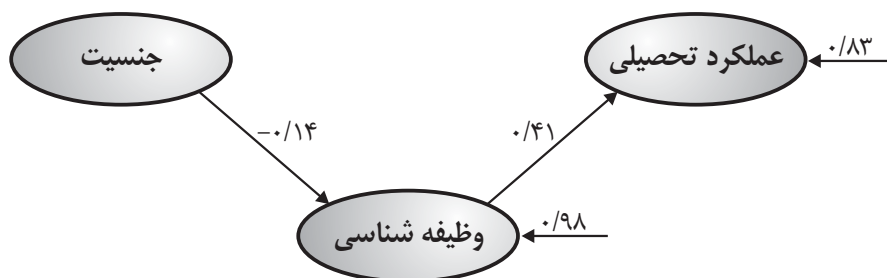 جنسیت
عملکرد تحصیلی
۰/۸۳
−۰/۱۴
۰/۴۱
وظیفه شناسی
۰/۹۸